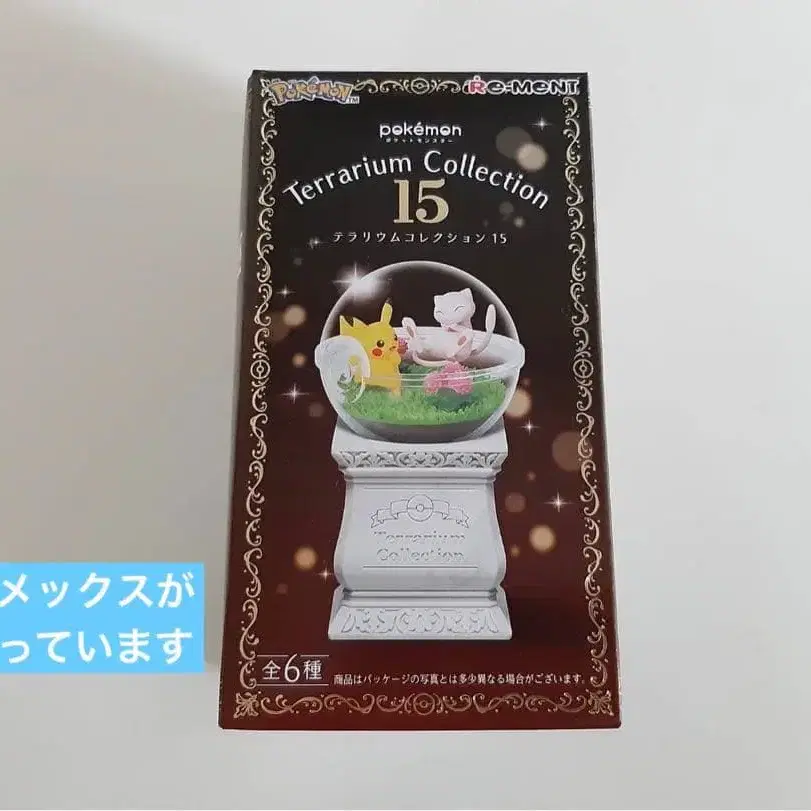 POKéMON™
Re-MENT
pokémon
ポケットモンスター
Terrarium Collection
15
テラリウムコレクション 15
Terrarium
Collection
メックスが
っています
全6種
商品はパッケージの写真とは多少異なる場合がございます。